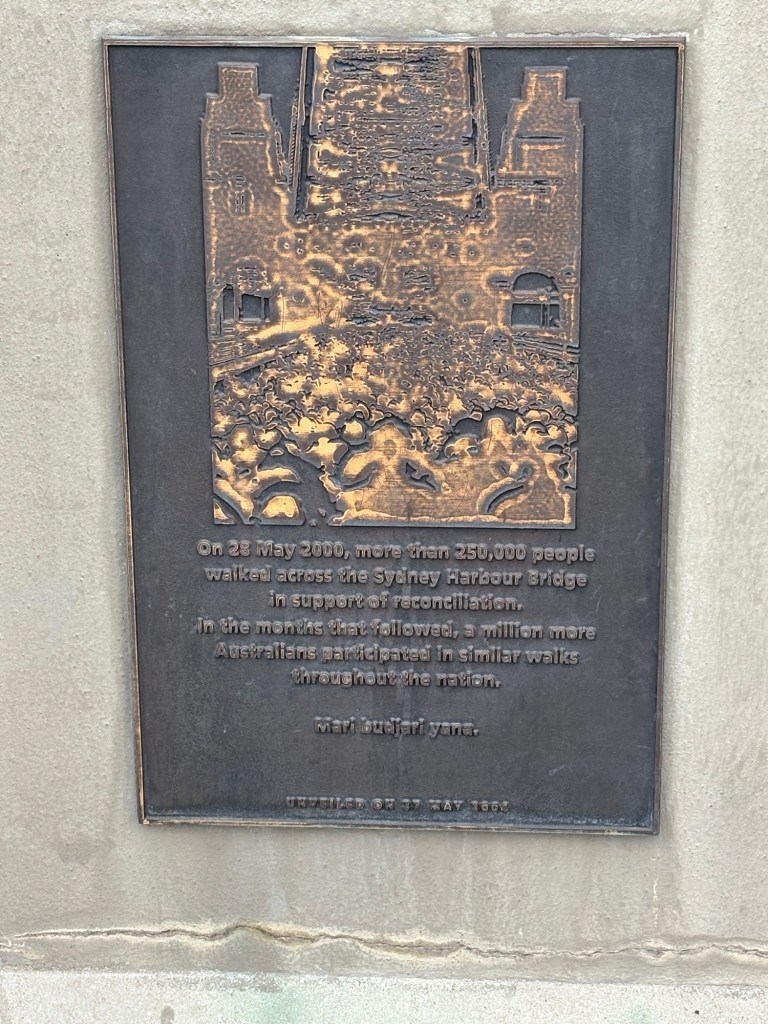 On 28 May 2000, more than 250,000 people
walked across the Sydney Harbour Bridge
in support of reconciliation.
In the months that followed, a million more
Australians participated in similar walks
throughout the nation.
Mari budjari yana.
UNVEILED ON 27 MAY